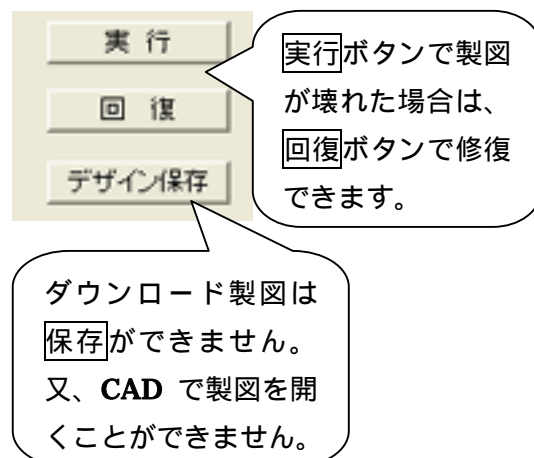 実 行
回 復
デザイン保存
実行ボタンで製図
が壊れた場合は、
回復ボタンで修復
できます。
ダウンロード製図は
保存ができません。
又、CAD で製図を開
くことができません。